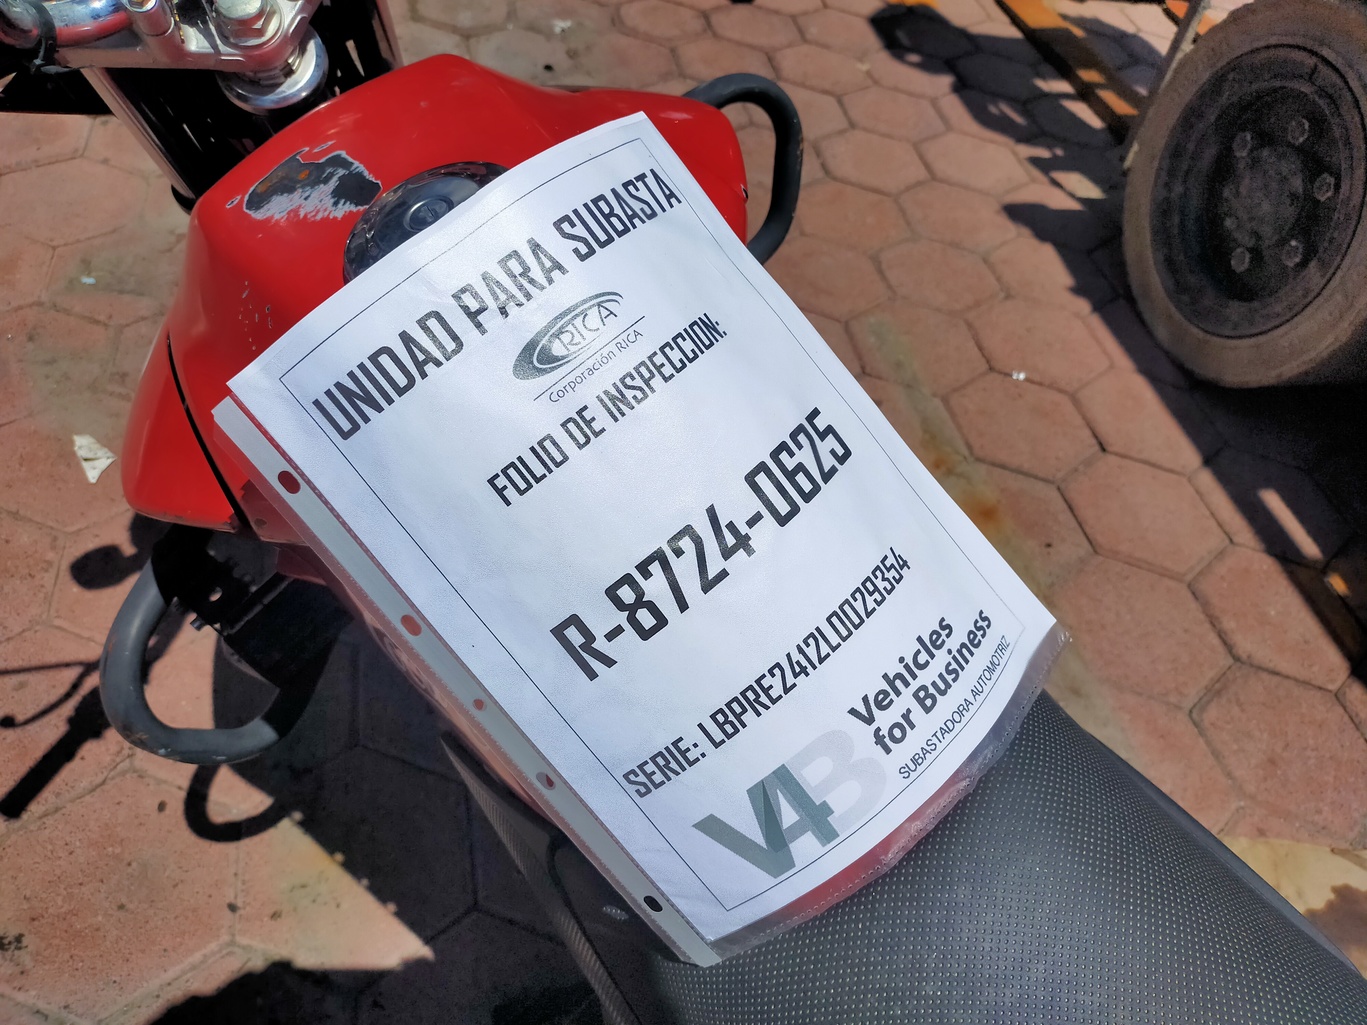 UNIDAD PARA SUBASTA
RICA
Corporación RICA
FOLIO DE INSPECCION:
R-8724-0625
SERIE: LBPRE2412L0029354
V4B
Vehicles
for Business
SUBASTADORA AUTOMOTRIZ